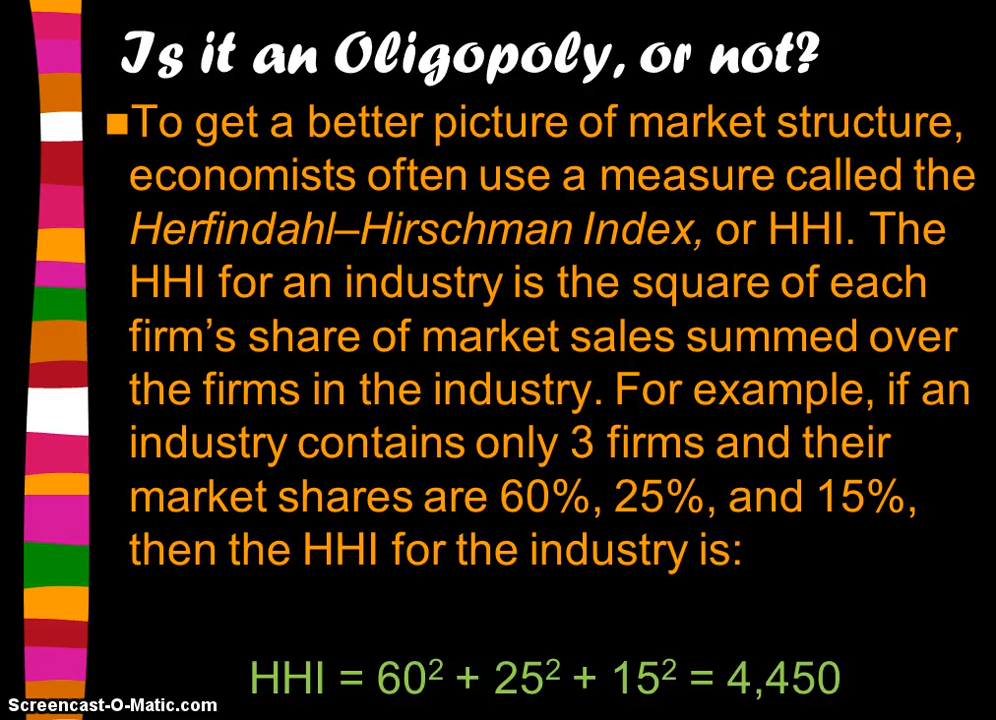 Is it an Oligopoly, or not?
■To get a better picture of market structure,
economists often use a measure called the
Herfindahl–Hirschman Index, or HHI. The
HHI for an industry is the square of each
firm’s share of market sales summed over
the firms in the industry. For example, if an
industry contains only 3 firms and their
market shares are 60%, 25%, and 15%,
then the HHI for the industry is:
HHI = 60² + 25² + 15² = 4,450
Screencast-O-Matic.com